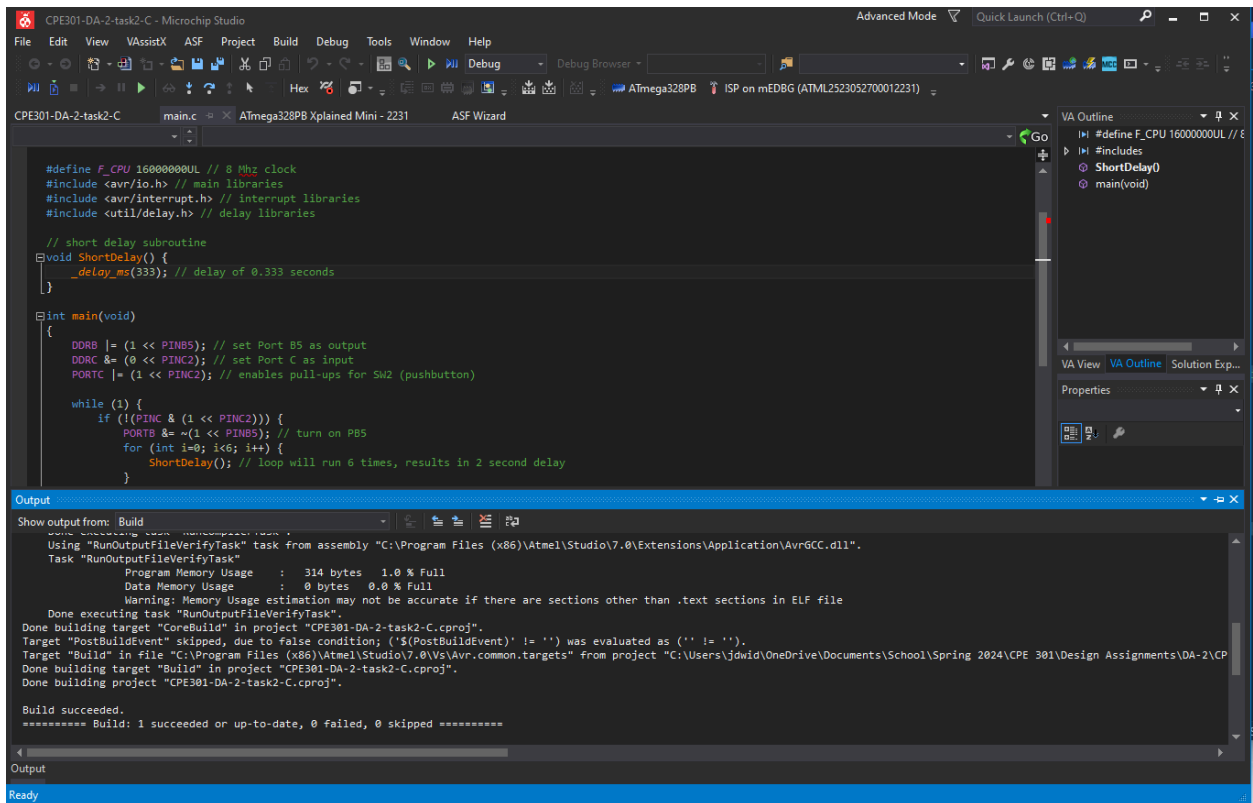 CPE301-DA-2-task2-C - Microchip Studio
Advanced Mode
Quick Launch (Ctrl+Q)
File Edit View VAssistX ASF Project Build Debug Tools Window Help
Debug
Debug Browser
Hex
ATmega328PB
ISP on mEDBG (ATML2523052700012231)
CPE301-DA-2-task2-C
main.c
ATmega328PB Xplained Mini - 2231
ASF Wizard
Go
#define F_CPU 16000000UL // 8 Mhz clock
#include <avr/io.h> // main libraries
#include <avr/interrupt.h> // interrupt libraries
#include <util/delay.h> // delay libraries
// short delay subroutine
void ShortDelay() {
_delay_ms(333); // delay of 0.333 seconds
}
int main(void)
{
DDRB |= (1 << PINB5); // set Port B5 as output
DDRC &= (0 << PINC2); // set Port C as input
PORTC |= (1 << PINC2); // enables pull-ups for SW2 (pushbutton)
while (1) {
if (!(PINC & (1 << PINC2))) {
PORTB &= ~(1 << PINB5); // turn on PB5
for (int i=0; i<6; i++) {
ShortDelay(); // loop will run 6 times, results in 2 second delay
}
VA Outline
#define F_CPU 16000000UL // 8
#includes
ShortDelay()
main(void)
VA View VA Outline Solution Exp...
Properties
Output
Show output from: Build
Done executing task "RunCompilerTask".
Using "RunOutputFileVerifyTask" task from assembly "C:\Program Files (x86)\Atmel\Studio\7.0\Extensions\Application\AvrGCC.dll".
Task "RunOutputFileVerifyTask"
Program Memory Usage : 314 bytes 1.0 % Full
Data Memory Usage : 0 bytes 0.0 % Full
Warning: Memory Usage estimation may not be accurate if there are sections other than .text sections in ELF file
Done executing task "RunOutputFileVerifyTask".
Done building target "CoreBuild" in project "CPE301-DA-2-task2-C.cproj".
Target "PostBuildEvent" skipped, due to false condition; ('$(PostBuildEvent)' != '') was evaluated as ('' != '').
Target "Build" in file "C:\Program Files (x86)\Atmel\Studio\7.0\Vs\Avr.common.targets" from project "C:\Users\jdwid\OneDrive\Documents\School\Spring 2024\CPE 301\Design Assignments\DA-2\CP
Done building target "Build" in project "CPE301-DA-2-task2-C.cproj".
Done building project "CPE301-DA-2-task2-C.cproj".
Build succeeded.
========== Build: 1 succeeded or up-to-date, 0 failed, 0 skipped ==========
Output
Ready